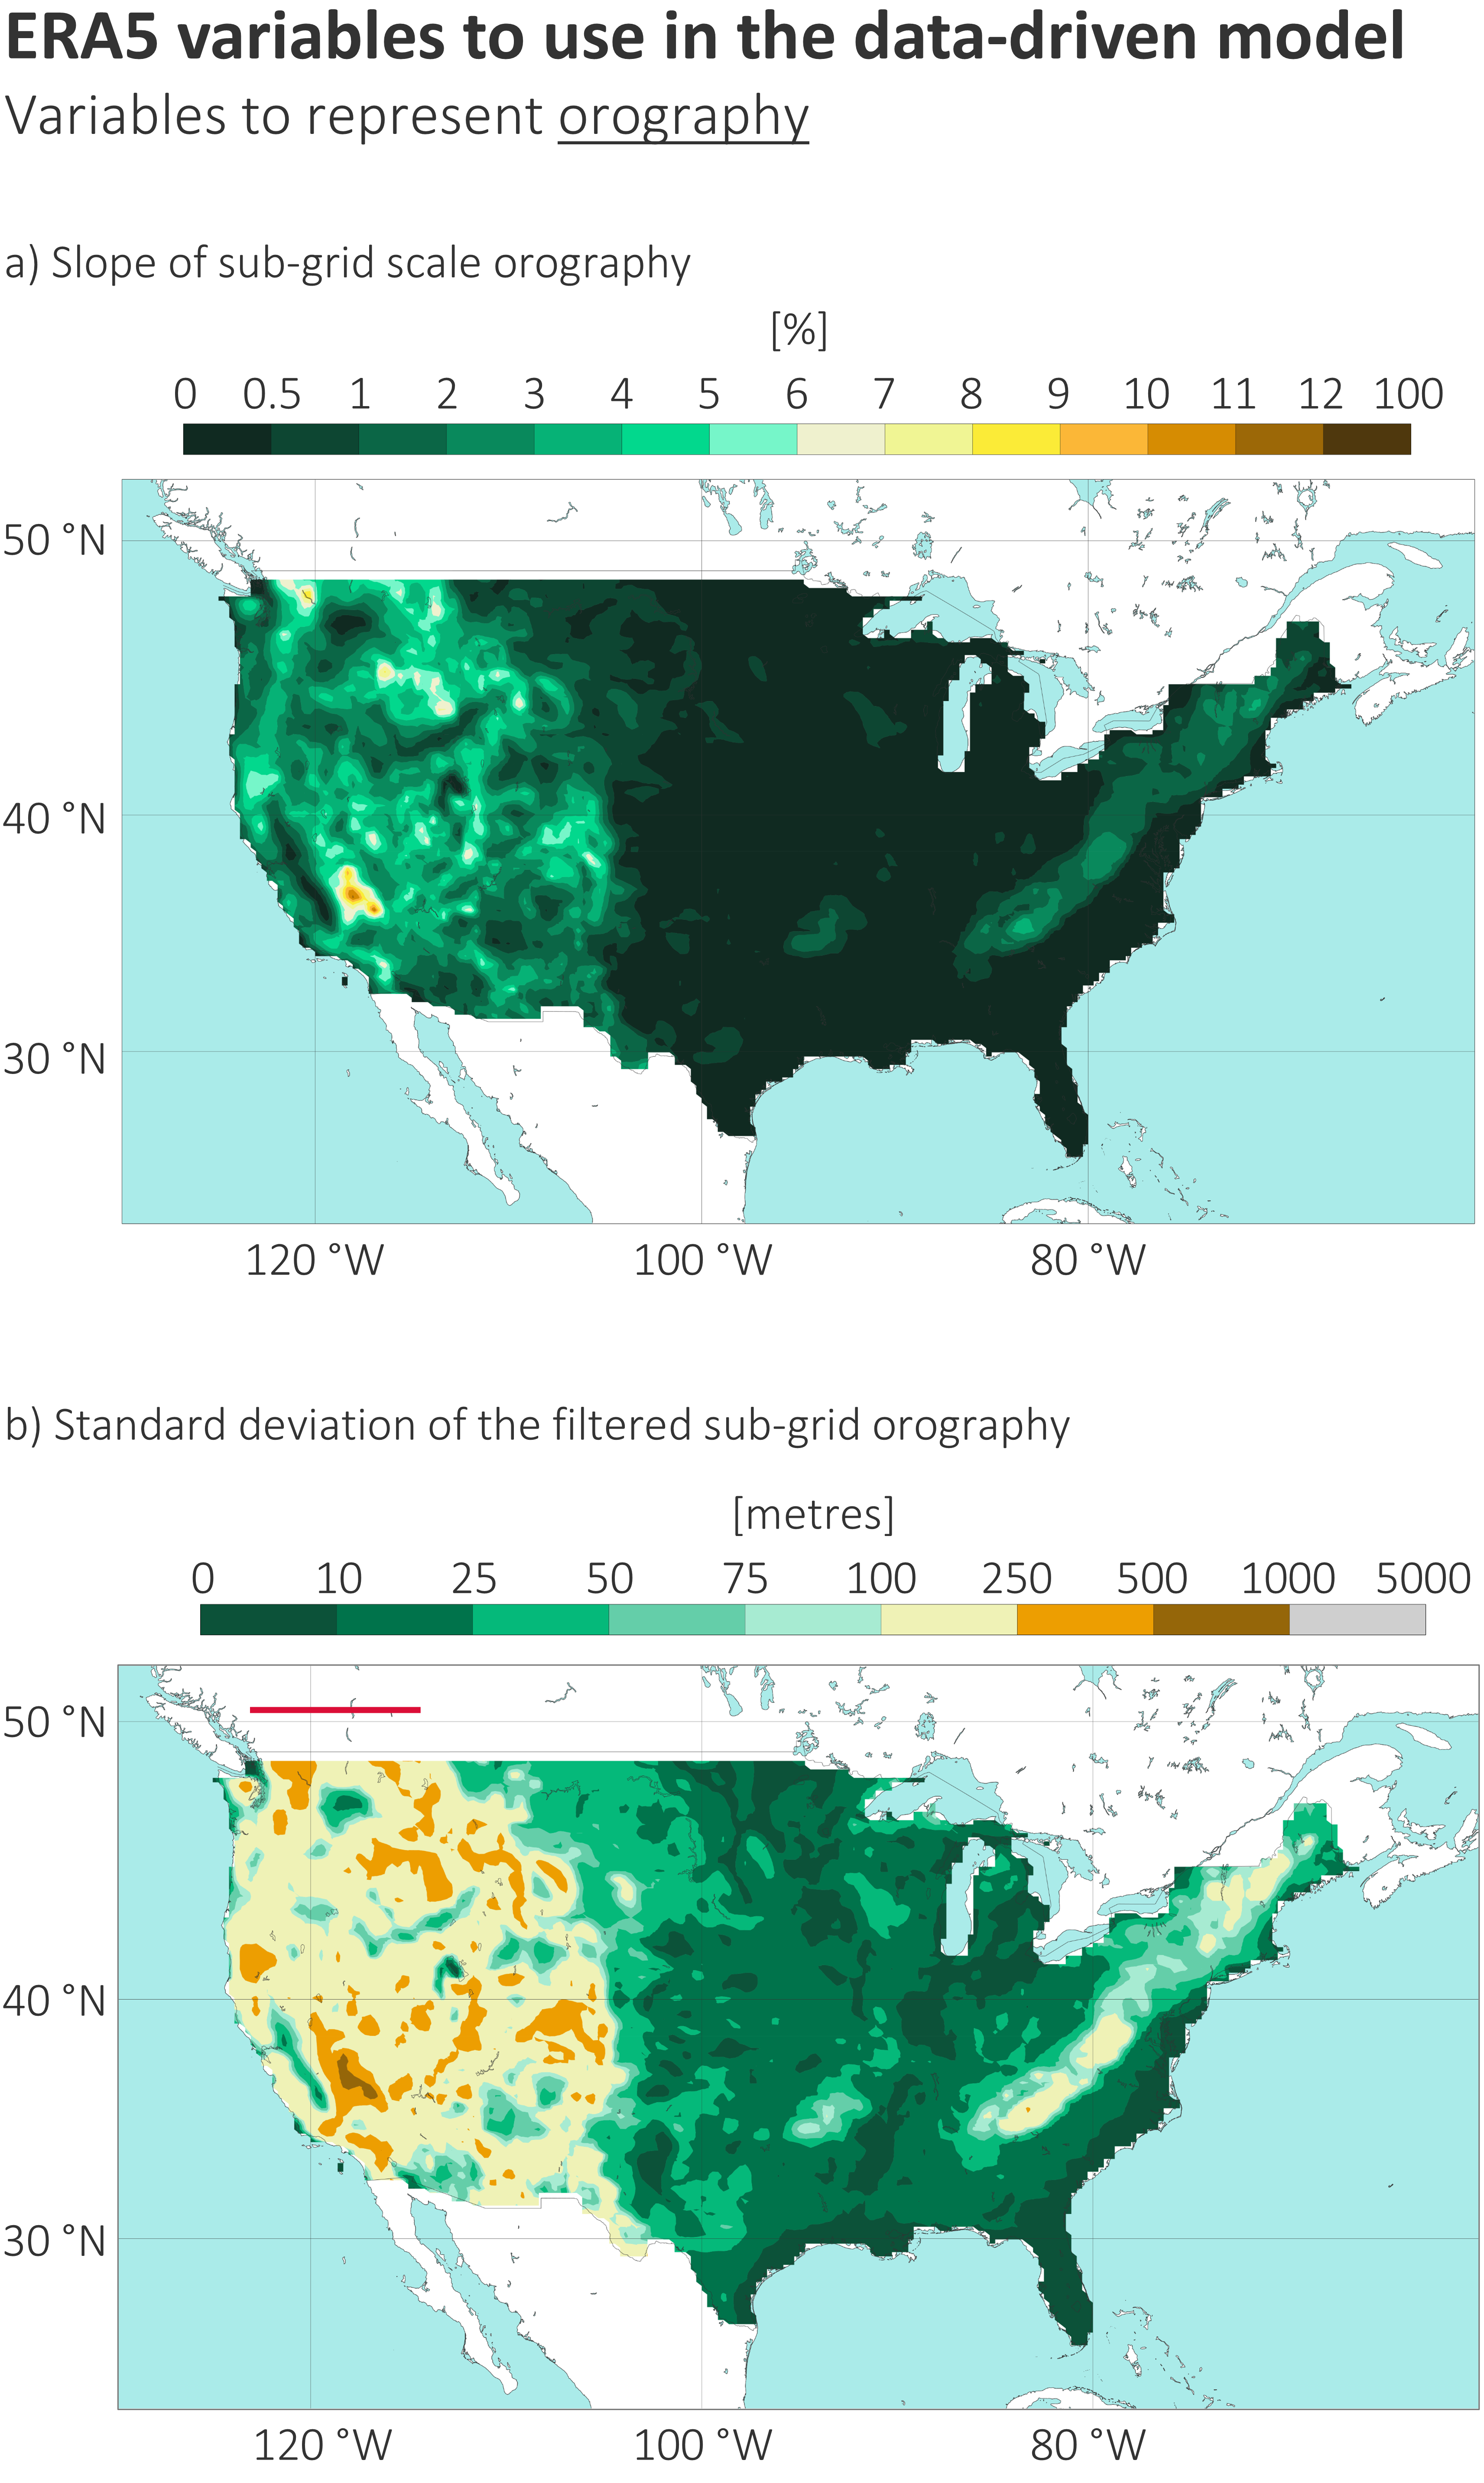 ERA5 variables to use in the data-driven model
Variables to represent orography
a) Slope of sub-grid scale orography
[%]
0 0.5 1 2 3 4 5 6 7 8 9 10 11 12 100
50 °N
40 °N
30 °N
120 °W 100 °W 80 °W
b) Standard deviation of the filtered sub-grid orography
[metres]
0 10 25 50 75 100 250 500 1000 5000
50 °N
40 °N
30 °N
120 °W 100 °W 80 °W